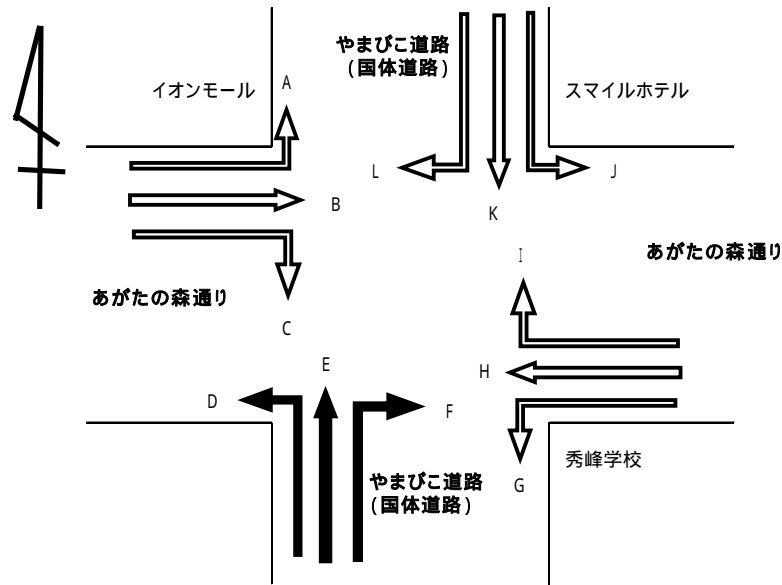 やまびこ道路
(国体道路)
イオンモール
A
スマイルホテル
L
J
B
K
あがたの森通り
I
あがたの森通り
C
E
H
D
F
秀峰学校
やまびこ道路
(国体道路)
G